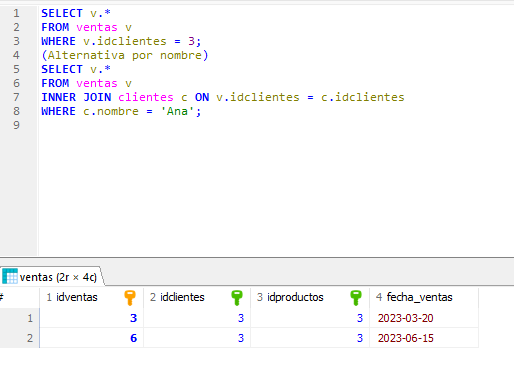 1 SELECT v.*
2 FROM ventas v
3 WHERE v.idclientes = 3;
4 (Alternativa por nombre)
5 SELECT v.*
6 FROM ventas v
7 INNER JOIN clientes c ON v.idclientes = c.idclientes
8 WHERE c.nombre = 'Ana';
9
ventas (2r × 4c)
# 1 idventas 2 idclientes 3 idproductos 4 fecha_ventas
1 3 3 3 2023-03-20
2 6 3 3 2023-06-15